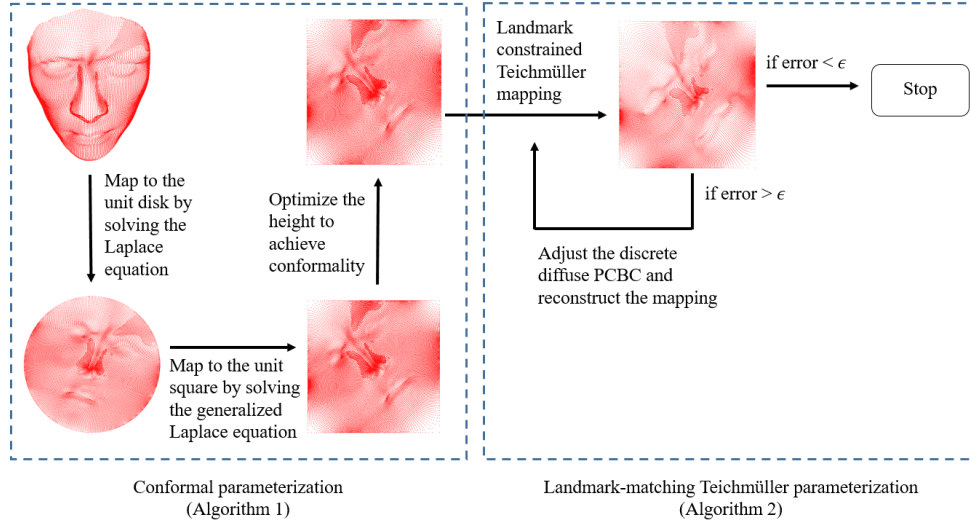 Map to the
unit disk by
solving the
Laplace
equation
Map to the unit
square by solving
the generalized
Laplace equation
Optimize the
height to
achieve
conformality
Conformal parameterization
(Algorithm 1)
Landmark
constrained
Teichmüller
mapping
if error < ϵ
Stop
if error > ϵ
Adjust the discrete
diffuse PCBC and
reconstruct the mapping
Landmark-matching Teichmüller parameterization
(Algorithm 2)